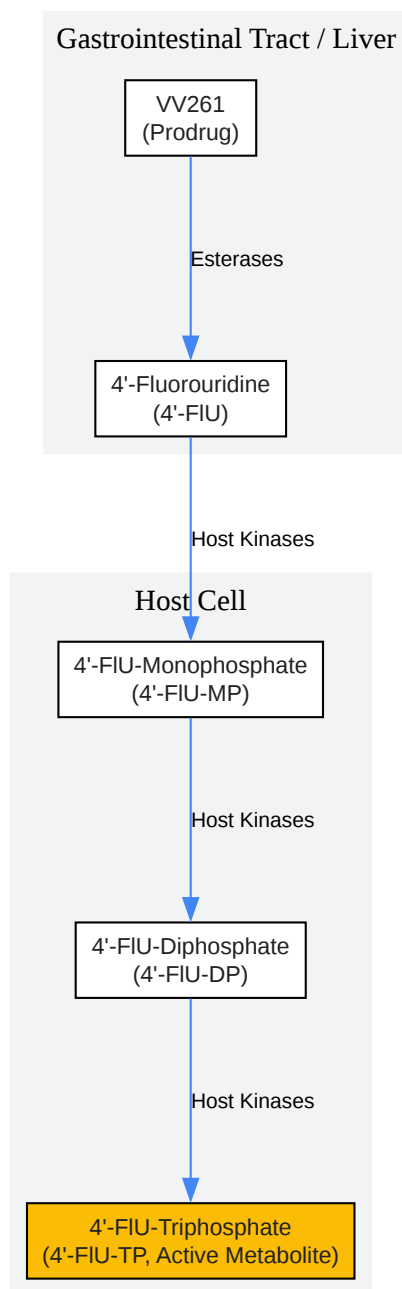 Gastrointestinal Tract / Liver
VV261
(Prodrug)
Esterases
4'-Fluorouridine
(4'-FlU)
Host Kinases
Host Cell
4'-FlU-Monophosphate
(4'-FlU-MP)
Host Kinases
4'-FlU-Diphosphate
(4'-FlU-DP)
Host Kinases
4'-FlU-Triphosphate
(4'-FlU-TP, Active Metabolite)